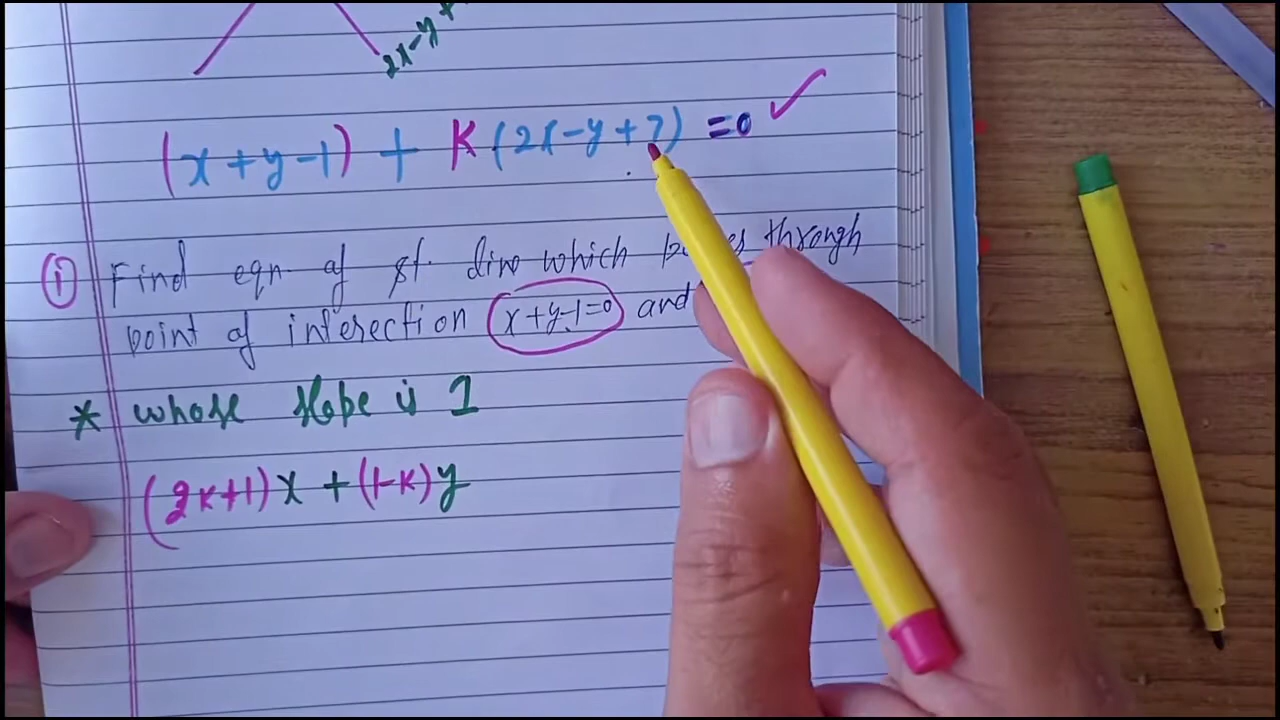 2x-y+
(x+y-1) + K(2x-y+7) =0 ✓
(i) Find eqn. of st. line which through
point of intersection x+y-1=0 and
* whose slope is 1
(2K+1)x + (1-K)y